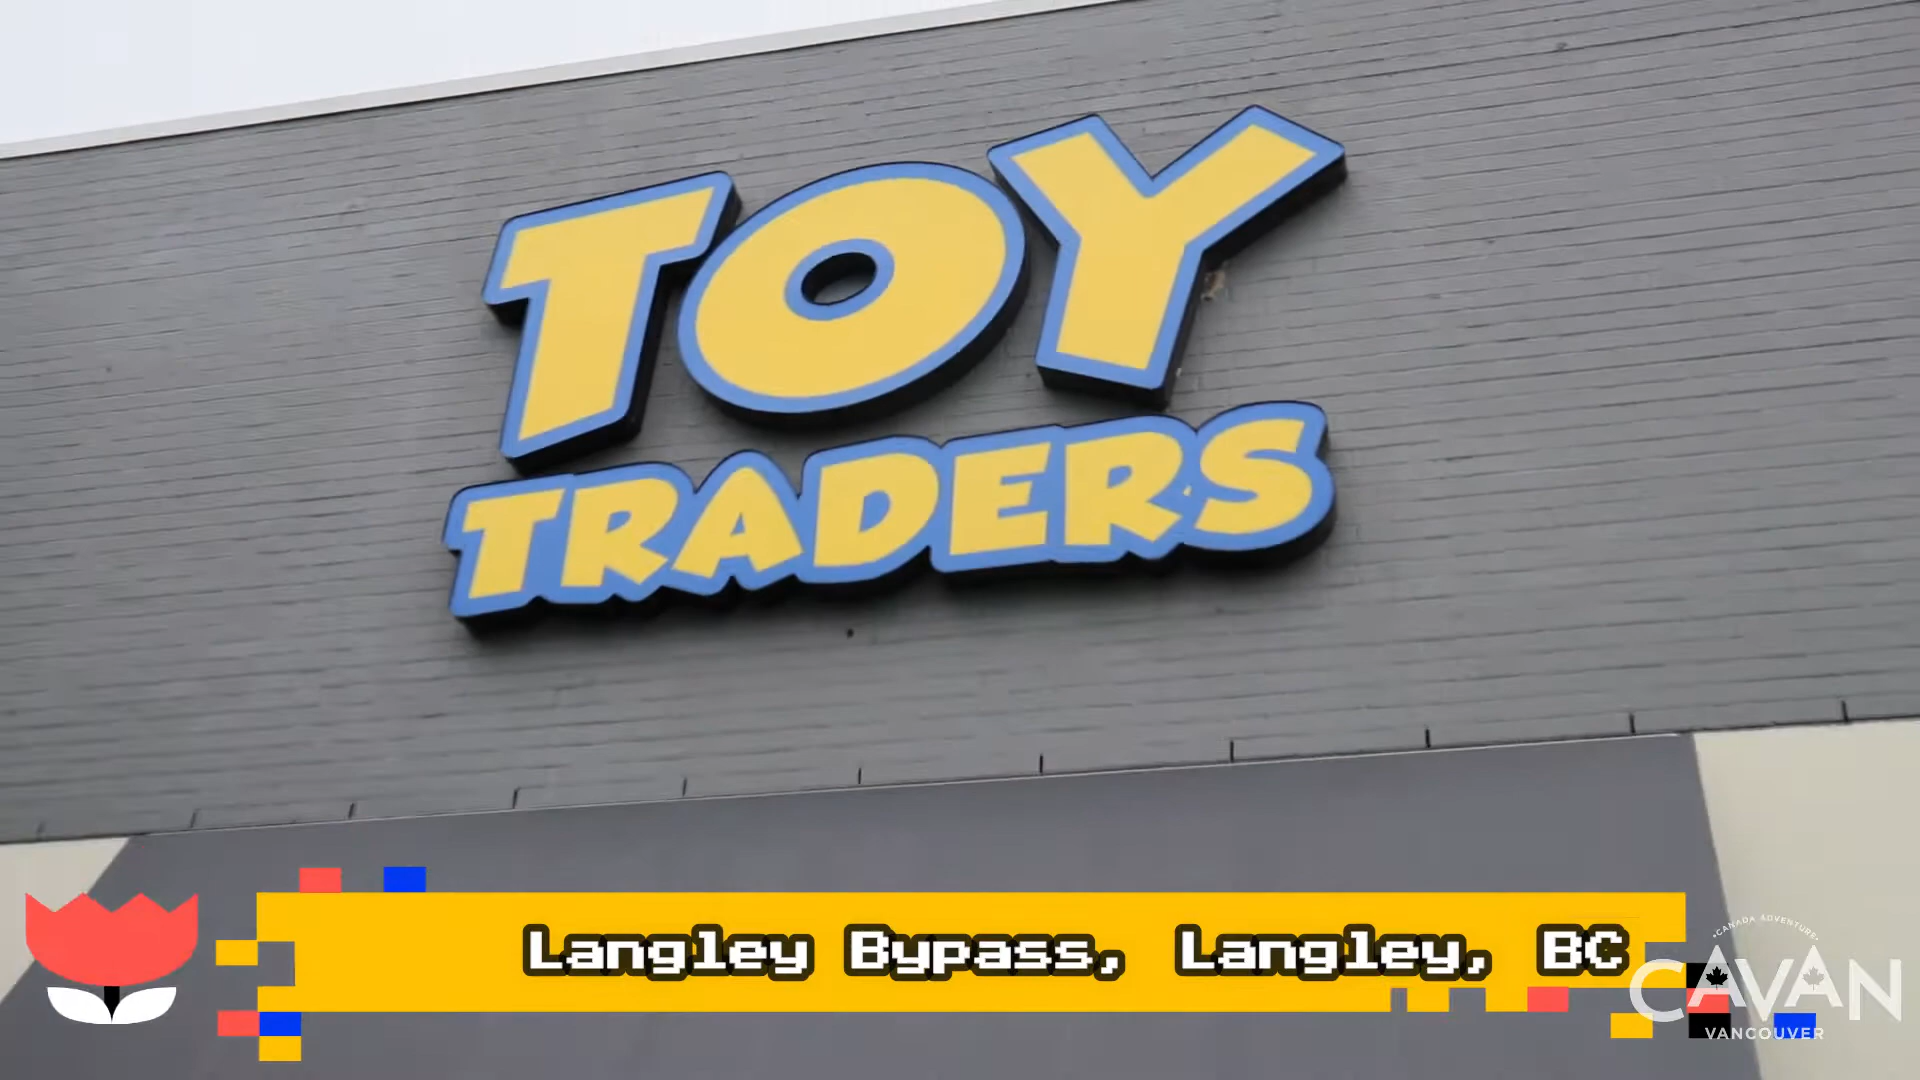 TOY
TRADERS
Langley Bypass, Langley, BC
•CANADA ADVENTURE•
CAVAN
VANCOUVER